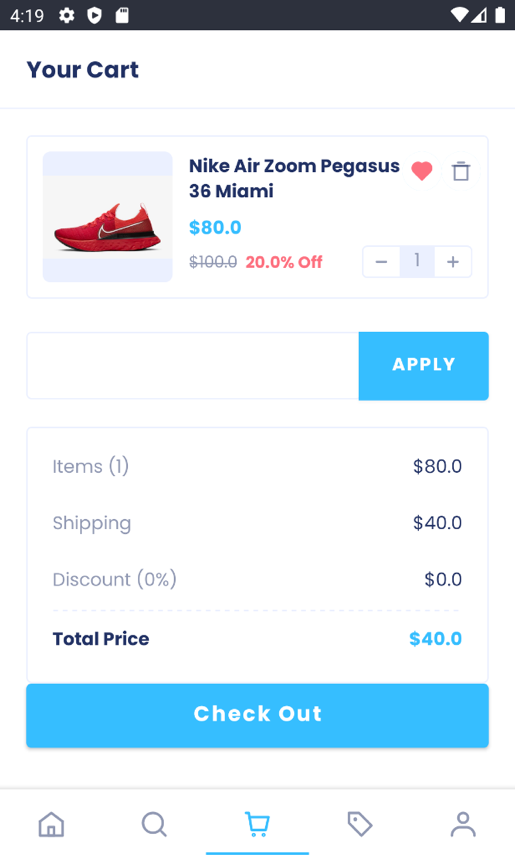 4:19
Your Cart
Nike Air Zoom Pegasus
36 Miami
$80.0
$100.0 20.0% Off
1
APPLY
Items (1) $80.0
Shipping $40.0
Discount (0%) $0.0
Total Price $40.0
Check Out